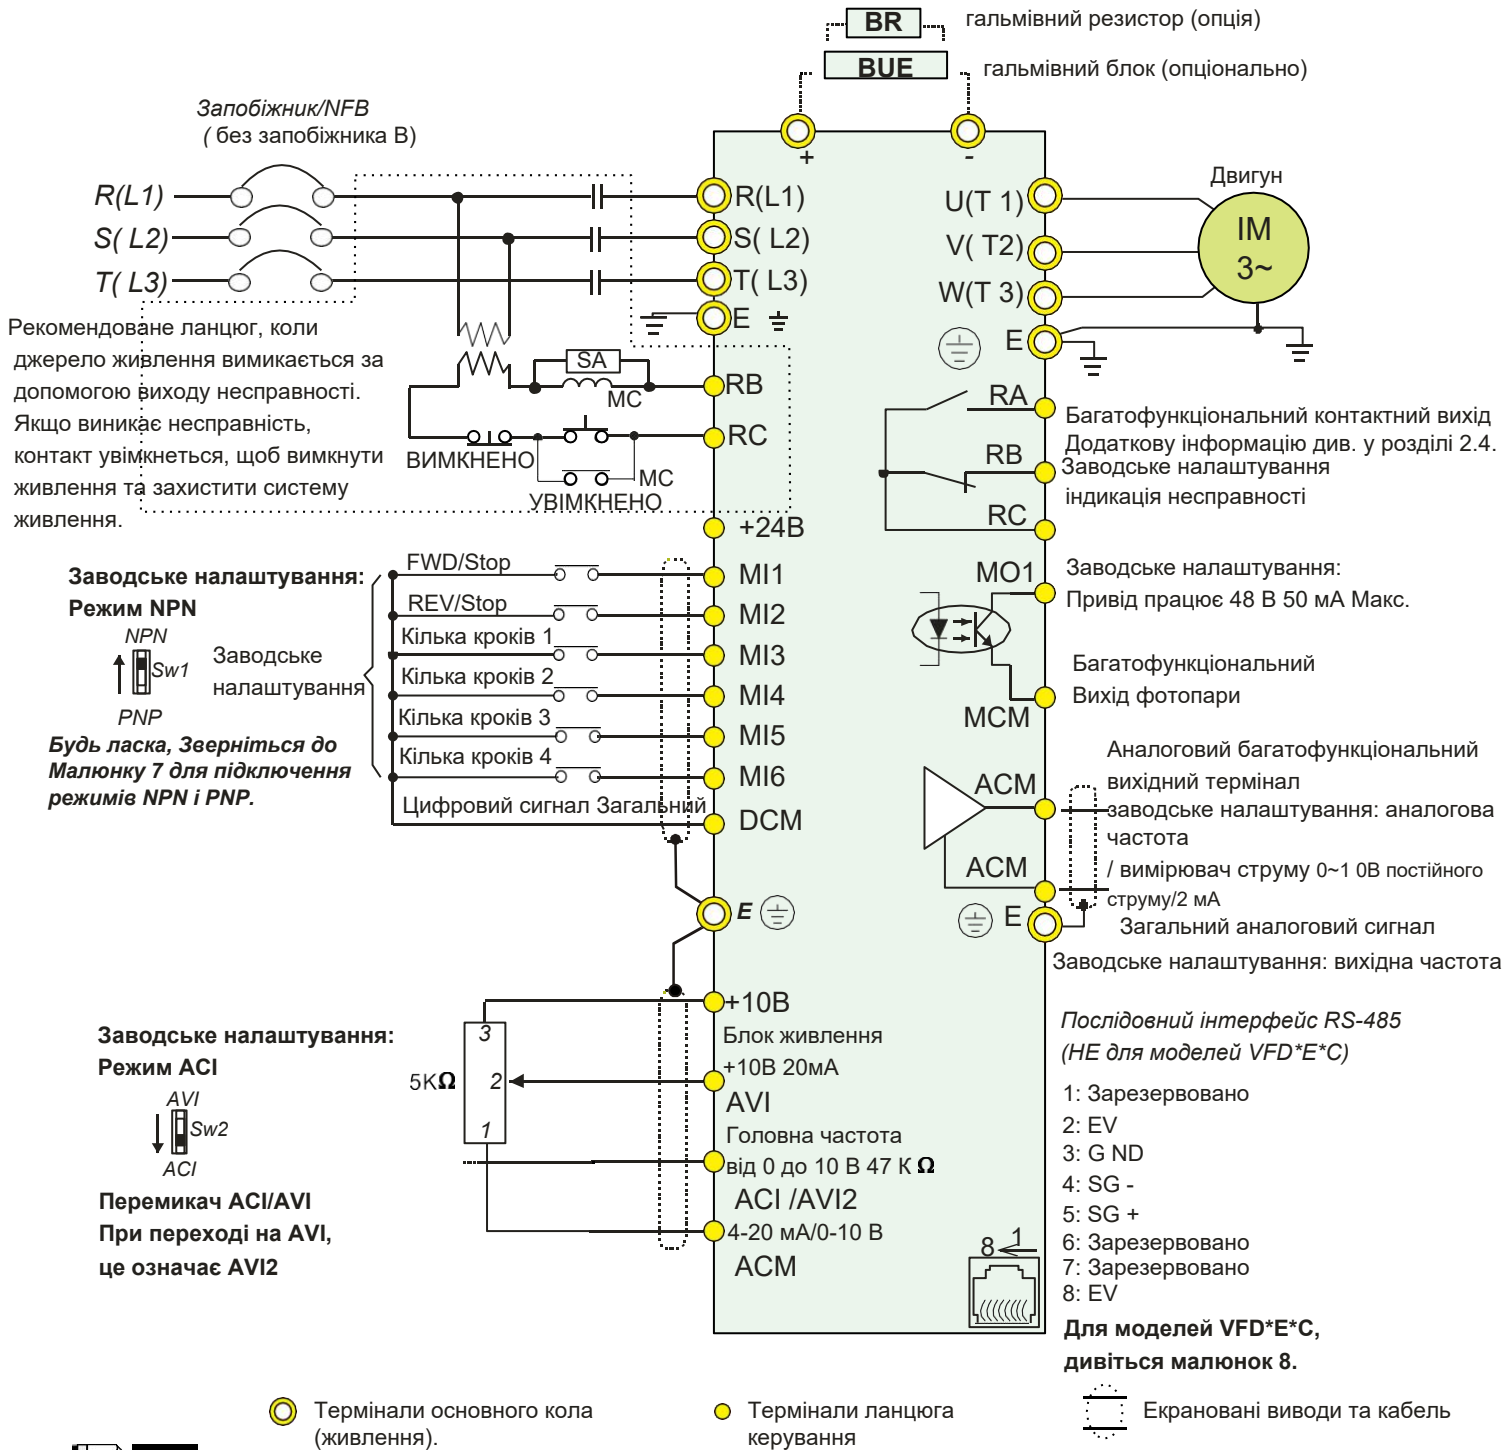 BR
гальмівний резистор (опція)
BUE
гальмівний блок (опціонально)
Запобіжник/NFB
( без запобіжника В)
+
-
R(L1)
S( L2)
T( L3)
R(L1)
S( L2)
T( L3)
E
U(T 1)
V( T2)
W(T 3)
E
Двигун
IM
3~
Рекомендоване ланцюг, коли
джерело живлення вимикається за
допомогою виходу несправності.
Якщо виникає несправність,
контакт увімкнеться, щоб вимкнути
живлення та захистити систему
живлення.
SA
MC
ВИМКНЕНО
MC
УВІМКНЕНО
RB
RC
RA
RB
RC
Багатофункціональний контактний вихід
Додаткову інформацію див. у розділі 2.4.
Заводське налаштування
індикація несправності
+24В
Заводське налаштування:
Режим NPN
NPN
Sw1
PNP
Заводське
налаштування
Будь ласка, Зверніться до
Малюнку 7 для підключення
режимів NPN і PNP.
FWD/Stop
REV/Stop
Кілька кроків 1
Кілька кроків 2
Кілька кроків 3
Кілька кроків 4
Цифровий сигнал Загальний
MI1
MI2
MI3
MI4
MI5
MI6
DCM
E
MO1
MCM
Заводське налаштування:
Привід працює 48 В 50 мА Макс.
Багатофункціональний
Вихід фотопари
ACM
ACM
E
Аналоговий багатофункціональний
вихідний термінал
заводське налаштування: аналогова
частота
/ вимірювач струму 0~1 0В постійного
струму/2 мА
Загальний аналоговий сигнал
Заводське налаштування: вихідна частота
Заводське налаштування:
Режим ACI
AVI
Sw2
ACI
Перемикач ACI/AVI
При переході на AVI,
це означає AVI2
5KΩ
3
2
1
+10В
Блок живлення
+10В 20мА
AVI
Головна частота
від 0 до 10 В 47 К Ω
ACI /AVI2
4-20 мА/0-10 В
ACM
8
1
Послідовний інтерфейс RS-485
(НЕ для моделей VFD*E*C)
1: Зарезервовано
2: EV
3: G ND
4: SG -
5: SG +
6: Зарезервовано
7: Зарезервовано
8: EV
Для моделей VFD*E*C,
дивіться малюнок 8.
Термінали основного кола
(живлення).
Термінали ланцюга
керування
Екрановані виводи та кабель